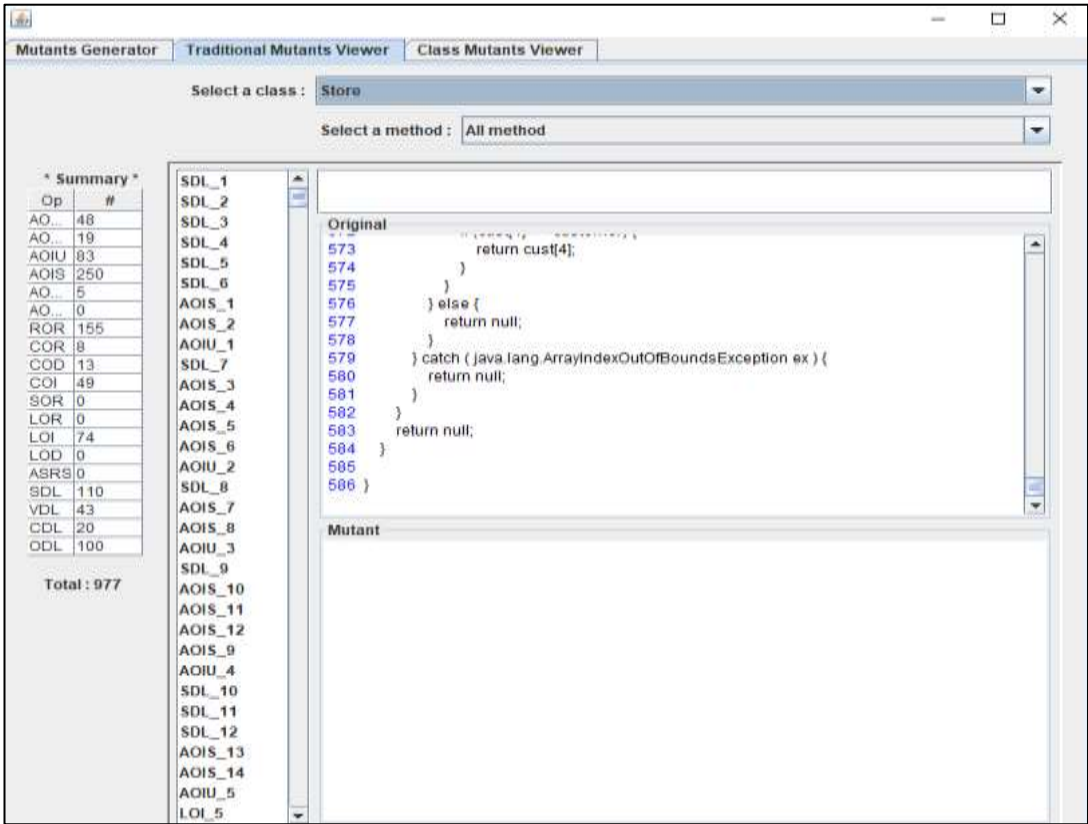 Mutants Generator Traditional Mutants Viewer Class Mutants Viewer
Select a class : Store
Select a method : All method
* Summary *
Op #
AO... 48
AO... 19
AOIU 83
AOIS 250
AO... 5
AO... 0
ROR 155
COR 8
COD 13
COI 49
SOR 0
LOR 0
LOI 74
LOD 0
ASRS 0
SDL 110
VDL 43
CDL 20
ODL 100
Total : 977
SDL_1
SDL_2
SDL_3
SDL_4
SDL_5
SDL_6
AOIS_1
AOIS_2
AOIU_1
SDL_7
AOIS_3
AOIS_4
AOIS_5
AOIS_6
AOIU_2
SDL_8
AOIS_7
AOIS_8
AOIU_3
SDL_9
AOIS_10
AOIS_11
AOIS_12
AOIS_9
AOIU_4
SDL_10
SDL_11
SDL_12
AOIS_13
AOIS_14
AOIU_5
LOI_5
Original
573 return cust[4];
574 }
575 }
576 } else {
577 return null;
578 }
579 } catch ( java.lang.ArrayIndexOutOfBoundsException ex ) {
580 return null;
581 }
582 }
583 return null;
584 }
585
586 }
Mutant